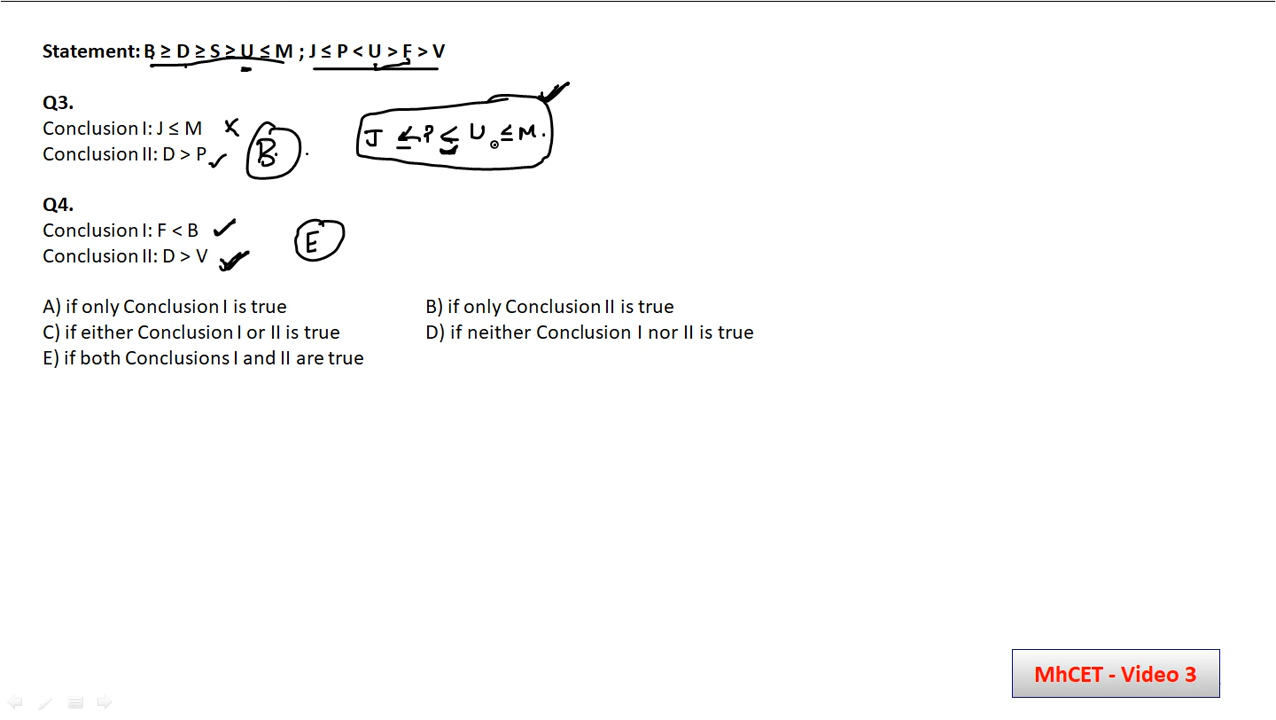 Statement: B ≥ D ≥ S ≥ U ≤ M ; J ≤ P < U > F > V
Q3.
Conclusion I: J ≤ M
Conclusion II: D > P
B
J ≤ P ≤ U ≤ M.
Q4.
Conclusion I: F < B
Conclusion II: D > V
E
A) if only Conclusion I is true B) if only Conclusion II is true
C) if either Conclusion I or II is true D) if neither Conclusion I nor II is true
E) if both Conclusions I and II are true
MhCET - Video 3